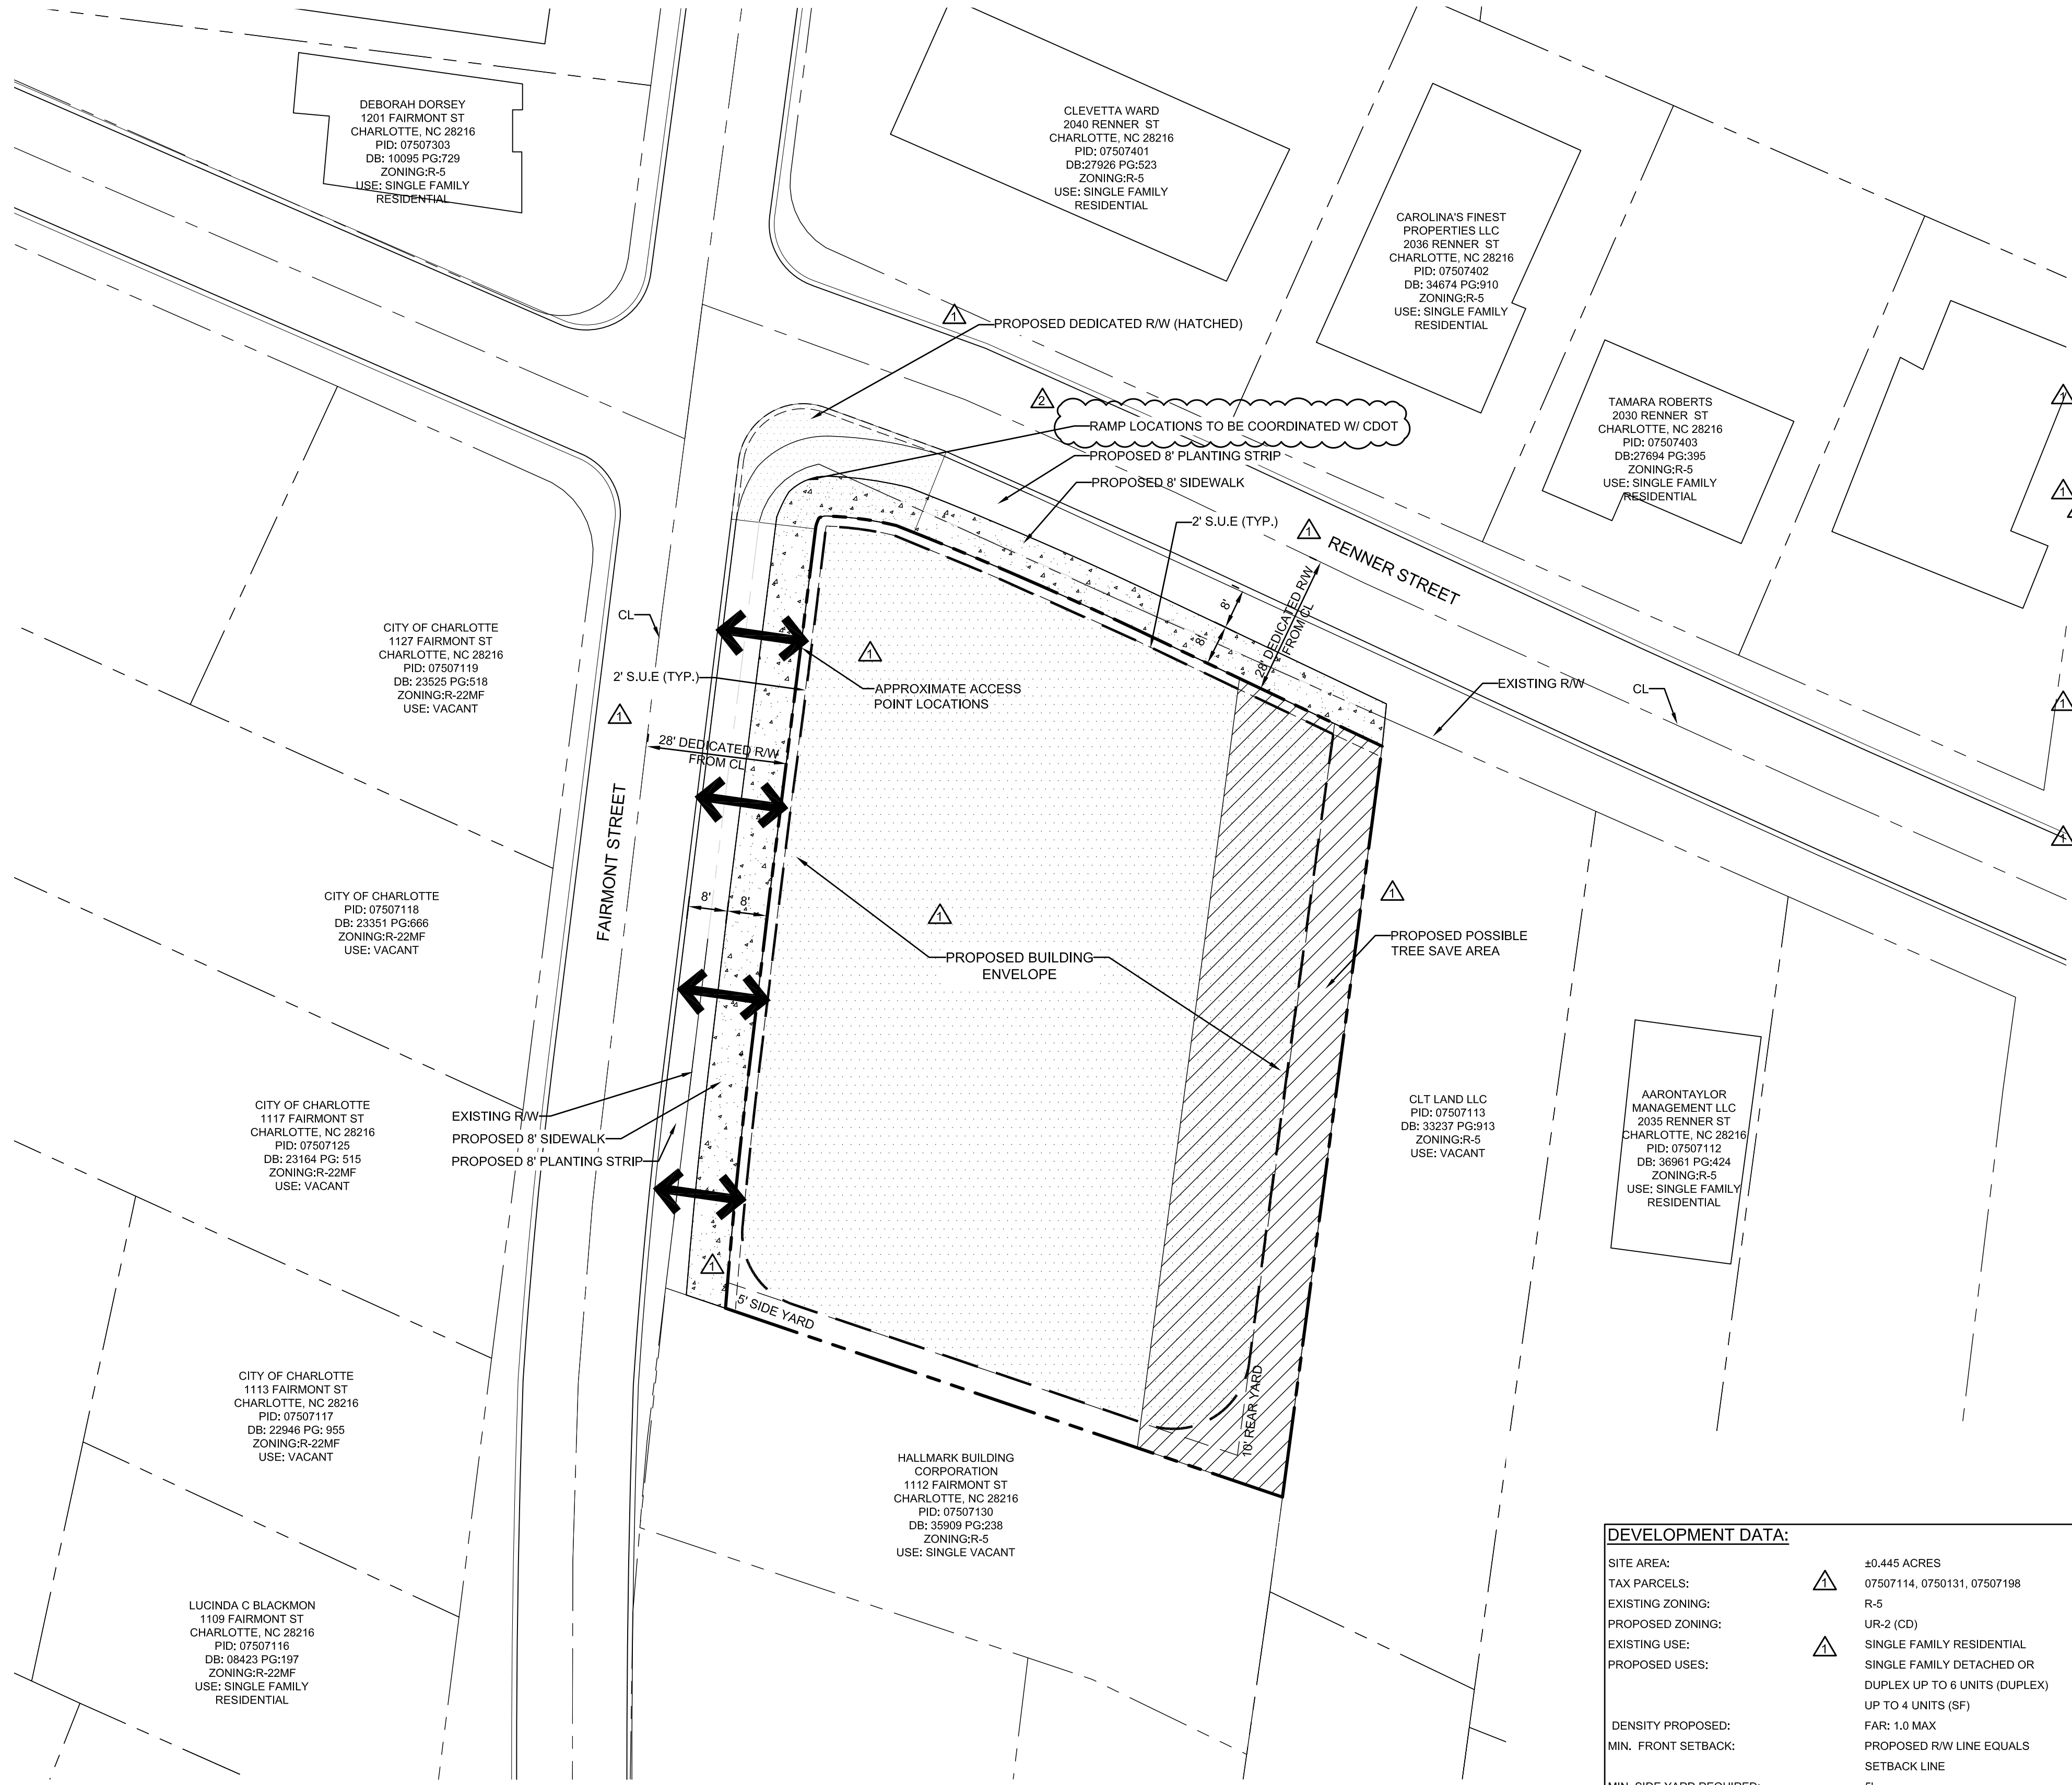 DEBORAH DORSEY
1201 FAIRMONT ST
CHARLOTTE, NC 28216
PID: 07507303
DB: 10095 PG:729
ZONING:R-5
USE: SINGLE FAMILY
RESIDENTIAL
CLEVETTA WARD
2040 RENNER ST
CHARLOTTE, NC 28216
PID: 07507401
DB:27926 PG:523
ZONING:R-5
USE: SINGLE FAMILY
RESIDENTIAL
CAROLINA'S FINEST
PROPERTIES LLC
2036 RENNER ST
CHARLOTTE, NC 28216
PID: 07507402
DB: 34674 PG:910
ZONING:R-5
USE: SINGLE FAMILY
RESIDENTIAL
TAMARA ROBERTS
2030 RENNER ST
CHARLOTTE, NC 28216
PID: 07507403
DB:27694 PG:395
ZONING:R-5
USE: SINGLE FAMILY
RESIDENTIAL
1
1
1
1
1
PROPOSED DEDICATED R/W (HATCHED)
2
RAMP LOCATIONS TO BE COORDINATED W/ CDOT
PROPOSED 8' PLANTING STRIP
PROPOSED 8' SIDEWALK
2' S.U.E (TYP.)
1
RENNER STREET
8'
8'
28' DEDICATED R/W
FROM CL
EXISTING R/W
CL
CITY OF CHARLOTTE
1127 FAIRMONT ST
CHARLOTTE, NC 28216
PID: 07507119
DB: 23525 PG:518
ZONING:R-22MF
USE: VACANT
CL
2' S.U.E (TYP.)
1
1
APPROXIMATE ACCESS
POINT LOCATIONS
28' DEDICATED R/W
FROM CL
FAIRMONT STREET
8'
8'
CITY OF CHARLOTTE
PID: 07507118
DB: 23351 PG:666
ZONING:R-22MF
USE: VACANT
1
PROPOSED BUILDING
ENVELOPE
1
PROPOSED POSSIBLE
TREE SAVE AREA
CITY OF CHARLOTTE
1117 FAIRMONT ST
CHARLOTTE, NC 28216
PID: 07507125
DB: 23164 PG: 515
ZONING:R-22MF
USE: VACANT
EXISTING R/W
PROPOSED 8' SIDEWALK
PROPOSED 8' PLANTING STRIP
CLT LAND LLC
PID: 07507113
DB: 33237 PG:913
ZONING:R-5
USE: VACANT
AARONTAYLOR
MANAGEMENT LLC
2035 RENNER ST
CHARLOTTE, NC 28216
PID: 07507112
DB: 36961 PG:424
ZONING:R-5
USE: SINGLE FAMILY
RESIDENTIAL
1
5' SIDE YARD
10' REAR YARD
CITY OF CHARLOTTE
1113 FAIRMONT ST
CHARLOTTE, NC 28216
PID: 07507117
DB: 22946 PG: 955
ZONING:R-22MF
USE: VACANT
HALLMARK BUILDING
CORPORATION
1112 FAIRMONT ST
CHARLOTTE, NC 28216
PID: 07507130
DB: 35909 PG:238
ZONING:R-5
USE: SINGLE VACANT
LUCINDA C BLACKMON
1109 FAIRMONT ST
CHARLOTTE, NC 28216
PID: 07507116
DB: 08423 PG:197
ZONING:R-22MF
USE: SINGLE FAMILY
RESIDENTIAL
DEVELOPMENT DATA:
SITE AREA: ±0.445 ACRES
TAX PARCELS: 1 07507114, 0750131, 07507198
EXISTING ZONING: R-5
PROPOSED ZONING: UR-2 (CD)
EXISTING USE: 1 SINGLE FAMILY RESIDENTIAL
PROPOSED USES: SINGLE FAMILY DETACHED OR
DUPLEX UP TO 6 UNITS (DUPLEX)
UP TO 4 UNITS (SF)
DENSITY PROPOSED: FAR: 1.0 MAX
MIN. FRONT SETBACK: PROPOSED R/W LINE EQUALS
SETBACK LINE
MIN. SIDE YARD REQUIRED: 5'